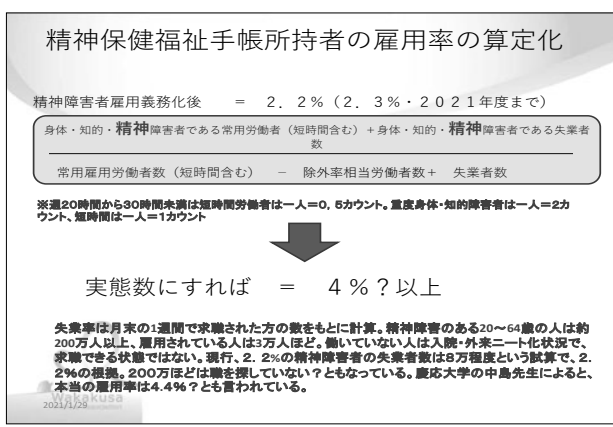 精神保健福祉手帳所持者の雇用率の算定化
精神障害者雇用義務化後 = 2.2%(2.3%・2021年度まで)
身体・知的・精神障害者である常用労働者(短時間含む)+身体・知的・精神障害者である失業者
数
常用雇用労働者数(短時間含む) - 除外率相当労働者数+ 失業者数
※週20時間から30時間未満は短時間労働者は一人=0,5カウント。重度身体・知的障害者は一人=2カ
ウント、短時間は一人=1カウント
実態数にすれば = 4%?以上
失業率は月末の1週間で求職された方の数をもとに計算。精神障害のある20~64歳の人は約
200万人以上、雇用されている人は3万人ほど。働いていない人は入院・外来ニート化状況で、
求職できる状態ではない。現行、2.2%の精神障害者の失業者数は8万程度という試算で、2.
2%の根拠。200万ほどは職を探していない?ともなっている。慶応大学の中島先生によると、
本当の雇用率は4.4%?とも言われている。
Wakakusa
2021/1/29